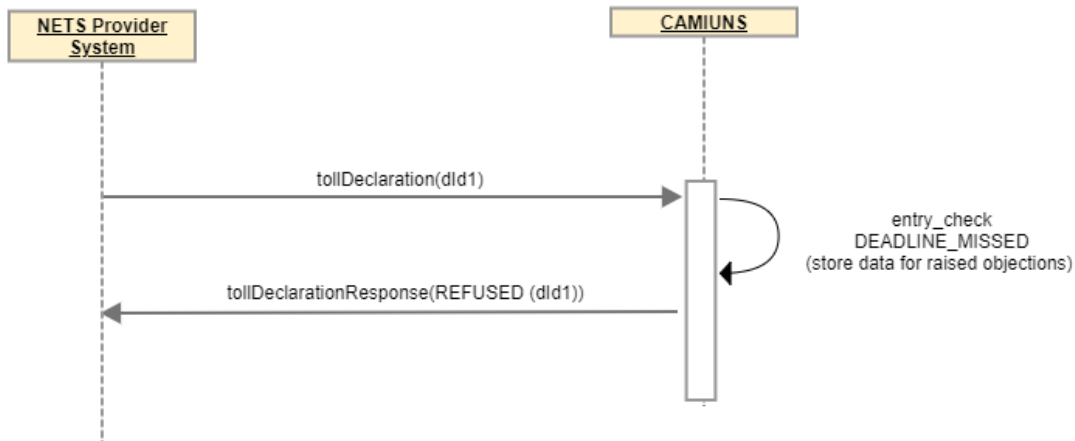 NETS Provider
System
CAMIUNS
tollDeclaration(dId1)
entry_check
DEADLINE_MISSED
(store data for raised objections)
tollDeclarationResponse(REFUSED (dId1))